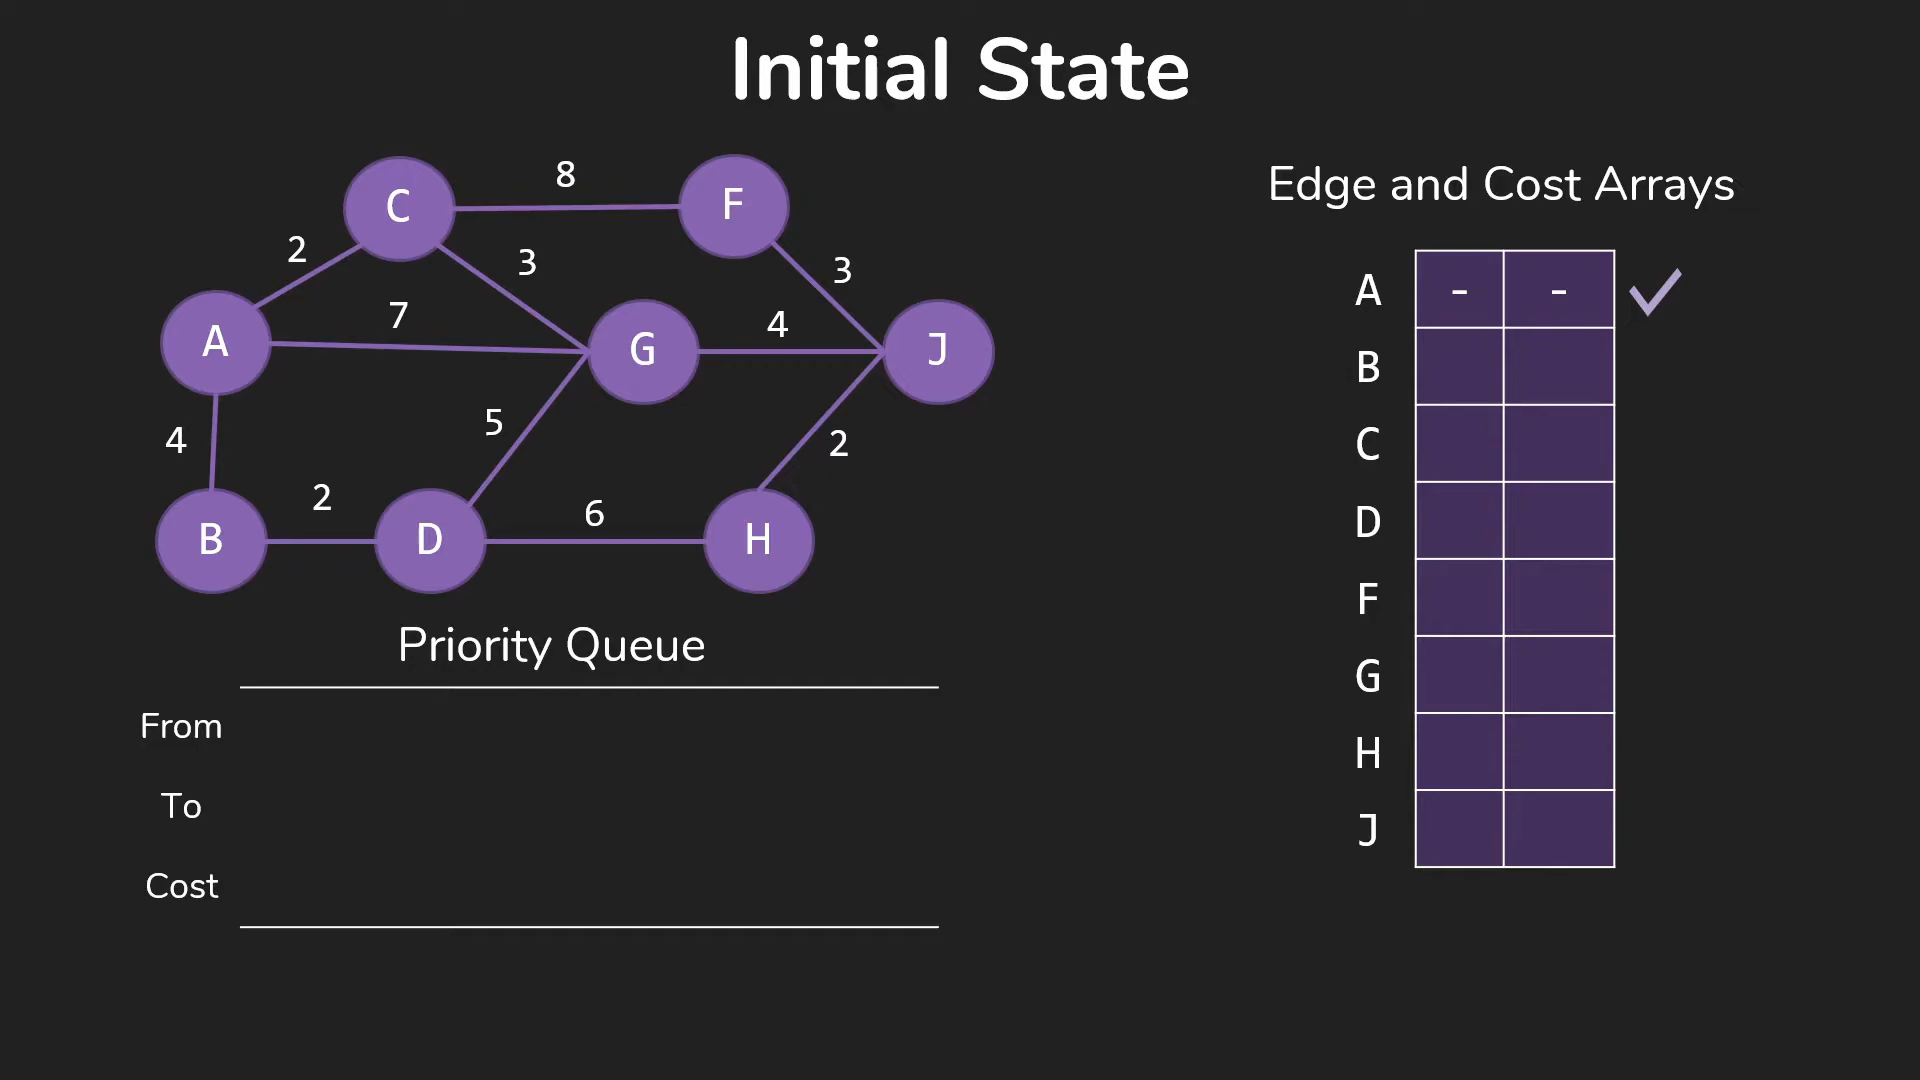 Initial State
C
8
F
2
3
3
A
7
G
4
J
4
5
2
B
2
D
6
H
Priority Queue
From
To
Cost
Edge and Cost Arrays
A - -
B
C
D
F
G
H
J